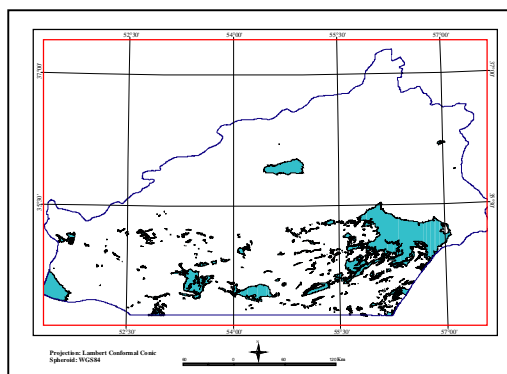 52°30' 54°00' 55°30' 57°00'
37°00' 37°00'
35°30' 35°30'
52°30' 54°00' 55°30' 57°00'
Projection: Lambert Conformal Conic
Spheroid: WGS84
60 0 60 120 Km